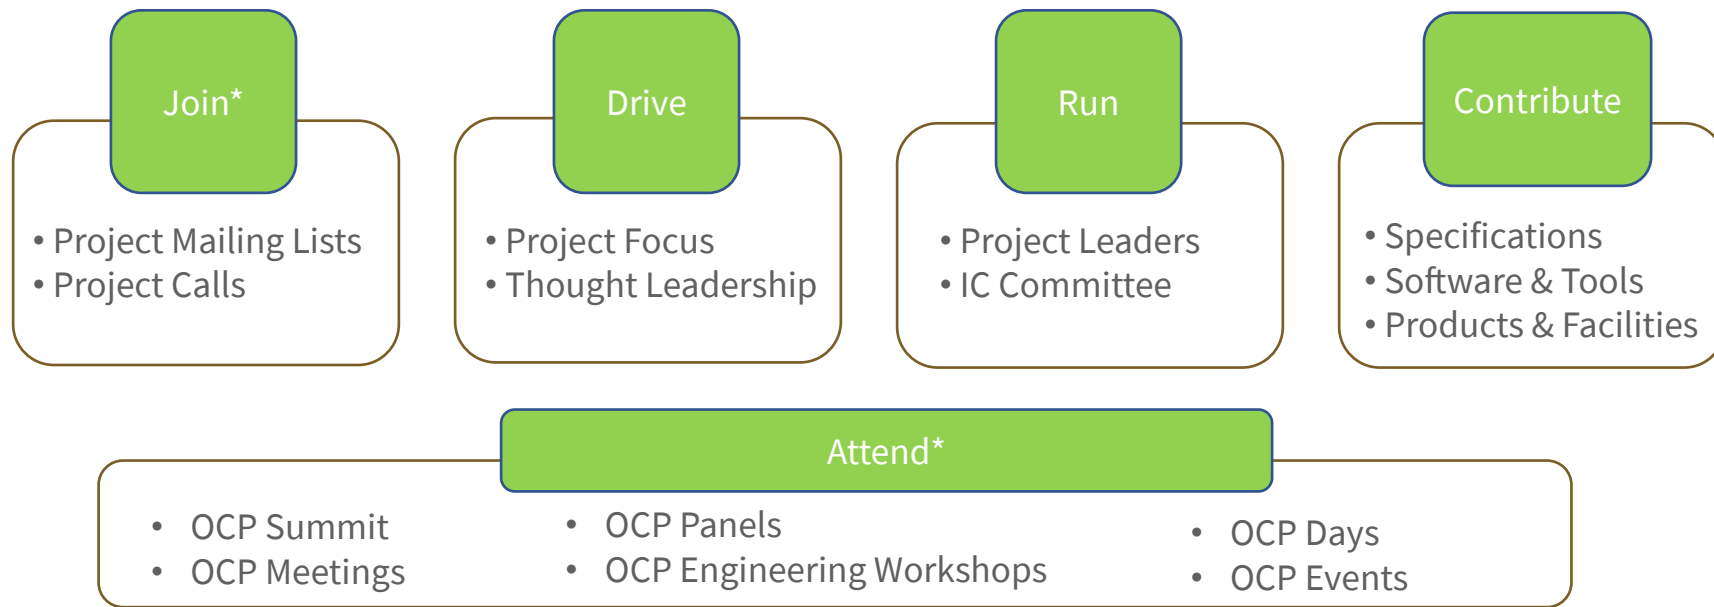 Join*
• Project Mailing Lists
• Project Calls
Drive
• Project Focus
• Thought Leadership
Run
• Project Leaders
• IC Committee
Contribute
• Specifications
• Software & Tools
• Products & Facilities
Attend*
• OCP Summit
• OCP Meetings
• OCP Panels
• OCP Engineering Workshops
• OCP Days
• OCP Events